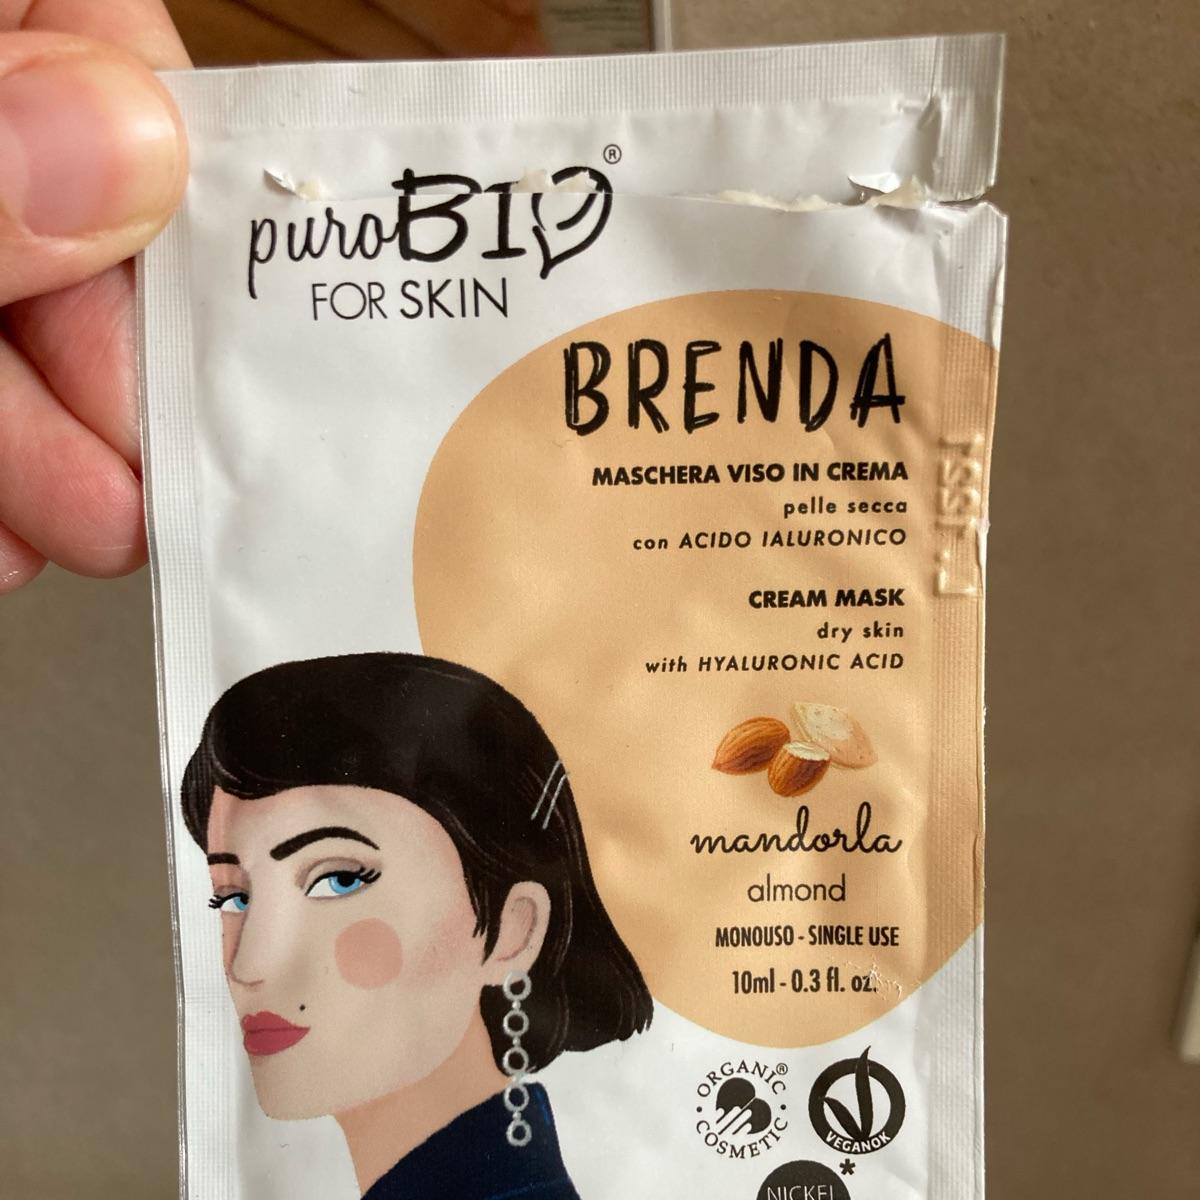 puroBIO®
FOR SKIN
BRENDA
MASCHERA VISO IN CREMA
pelle secca
con ACIDO IALURONICO
CREAM MASK
dry skin
with HYALURONIC ACID
mandorla
almond
MONOUSO - SINGLE USE
10ml - 0.3 fl. oz.
ORGANIC®
COSMETIC
VEGANOK
NICKEL
*